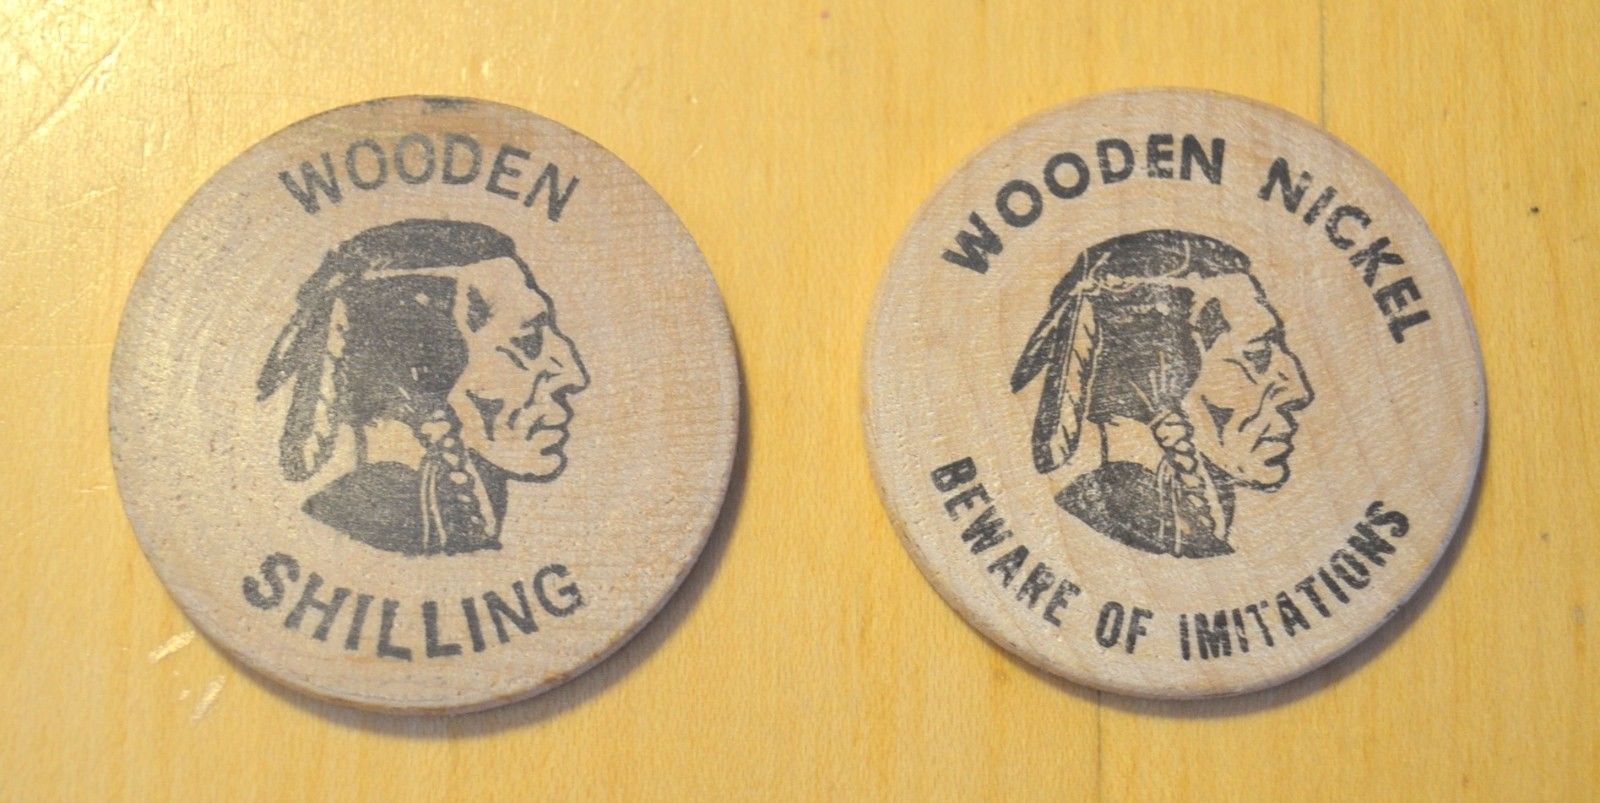 WOODEN
SHILLING
WOODEN NICKEL
BEWARE OF IMITATIONS